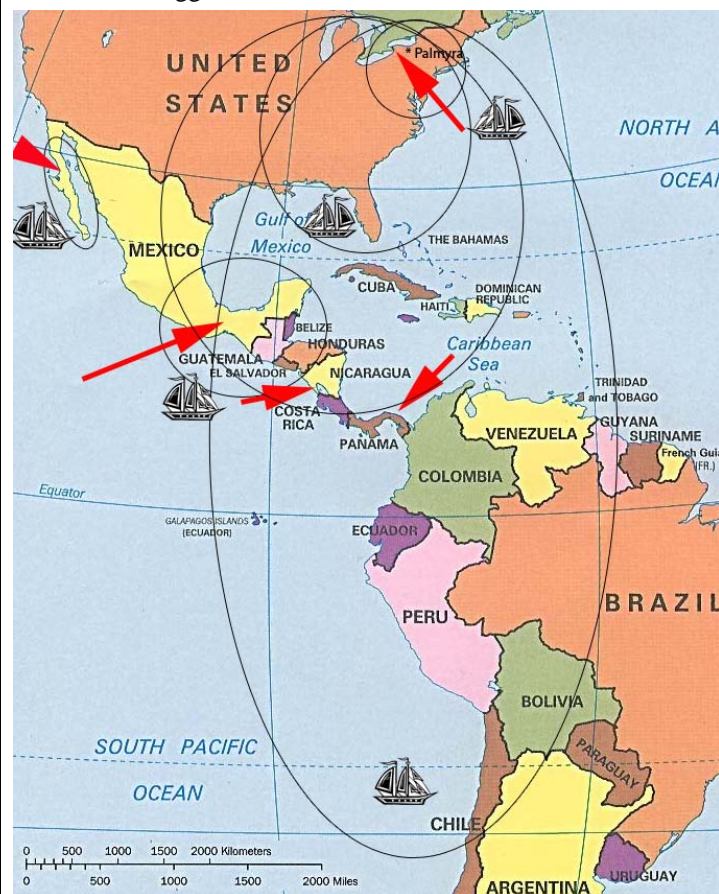 * Palmyra
UNITED
STATES
NORTH A
OCEA
Gulf of
Mexico
THE BAHAMAS
MEXICO
CUBA
DOMINICAN
REPUBLIC
HAITI
BELIZE
HONDURAS
Caribbean
Sea
GUATEMALA
EL SALVADOR
NICARAGUA
TRINIDAD
and TOBAGO
COSTA
RICA
PANAMA
VENEZUELA
GUYANA
SURINAME
French Guia
(FR.)
COLOMBIA
Equator
GALAPAGOS ISLANDS
(ECUADOR)
ECUADOR
PERU
BRAZIL
BOLIVIA
SOUTH PACIFIC
OCEAN
PARAGUAY
CHILE
0 500 1000 1500 2000 Kilometers
0 500 1000 2000 Miles
URUGUAY
ARGENTINA